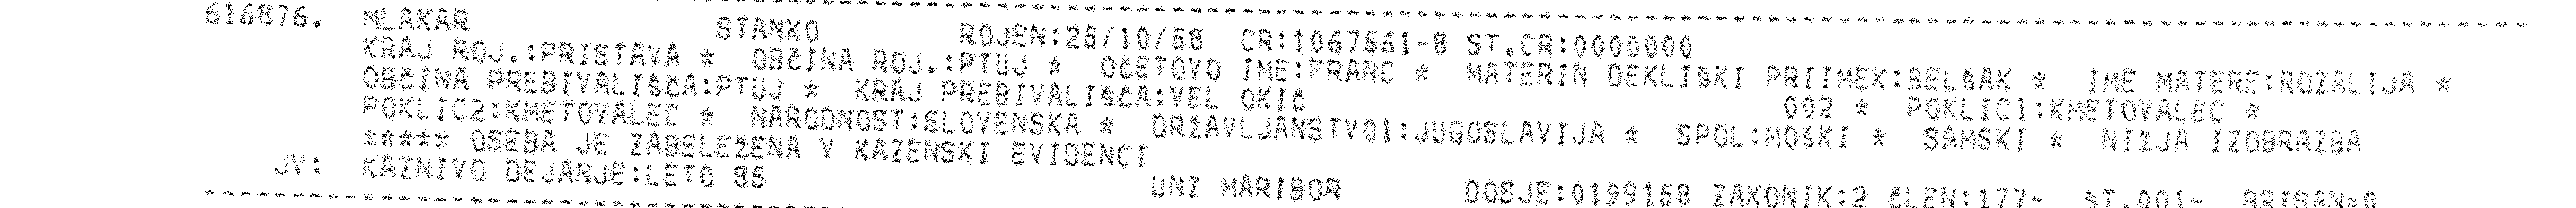 616876. MLAKAR STANKO ROJEN:25/10/58 CR:1067561-8 ST.CR:0000000
KRAJ ROJ.:PRISTAVA * OBČINA ROJ.:PTUJ * OČETOVO IME:FRANC * MATERIN DEKLIŠKI PRIIMEK:BELŠAK * IME MATERE:ROZALIJA *
OBČINA PREBIVALIŠČA:PTUJ * KRAJ PREBIVALIŠČA:VEL OKIČ 002 * POKLIC1:KMETOVALEC *
POKLIC2:KMETOVALEC * NARODNOST:SLOVENSKA * DRŽAVLJANSTVO1:JUGOSLAVIJA * SPOL:MOŠKI * SAMSKI * NIŽJA IZOBRAZBA
***** OSEBA JE ZABELEŽENA V KAZENSKI EVIDENCI
JV: KAZNIVO DEJANJE:LETO 85 UNZ MARIBOR DOSJE:0199158 ZAKONIK:2 ČLEN:177- ŠT.001- BRISAN=0